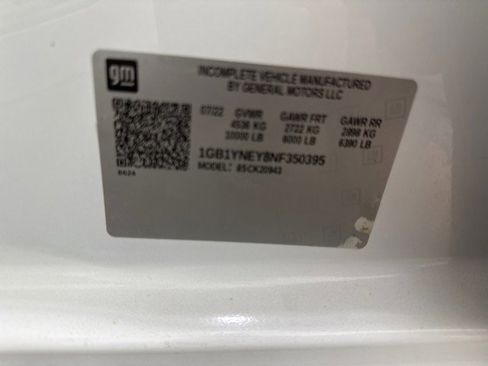 gm
INCOMPLETE VEHICLE MANUFACTURED
BY GENERAL MOTORS LLC
07/22 GVWR GAWR FRT GAWR RR
4536 KG 2722 KG 2898 KG
10000 LB 6000 LB 6390 LB
1GB1YNEY8NF350395
MODEL: